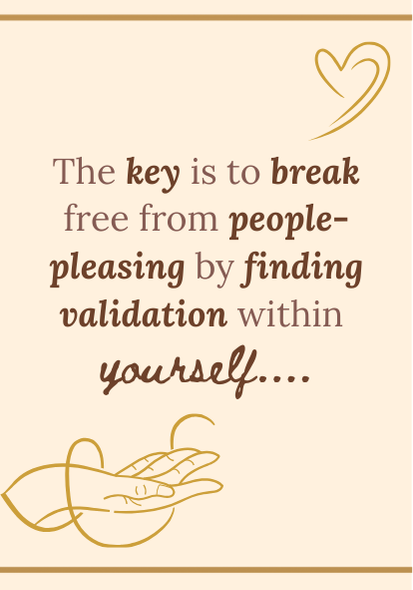 The key is to break
free from people-
pleasing by finding
validation within
yourself....